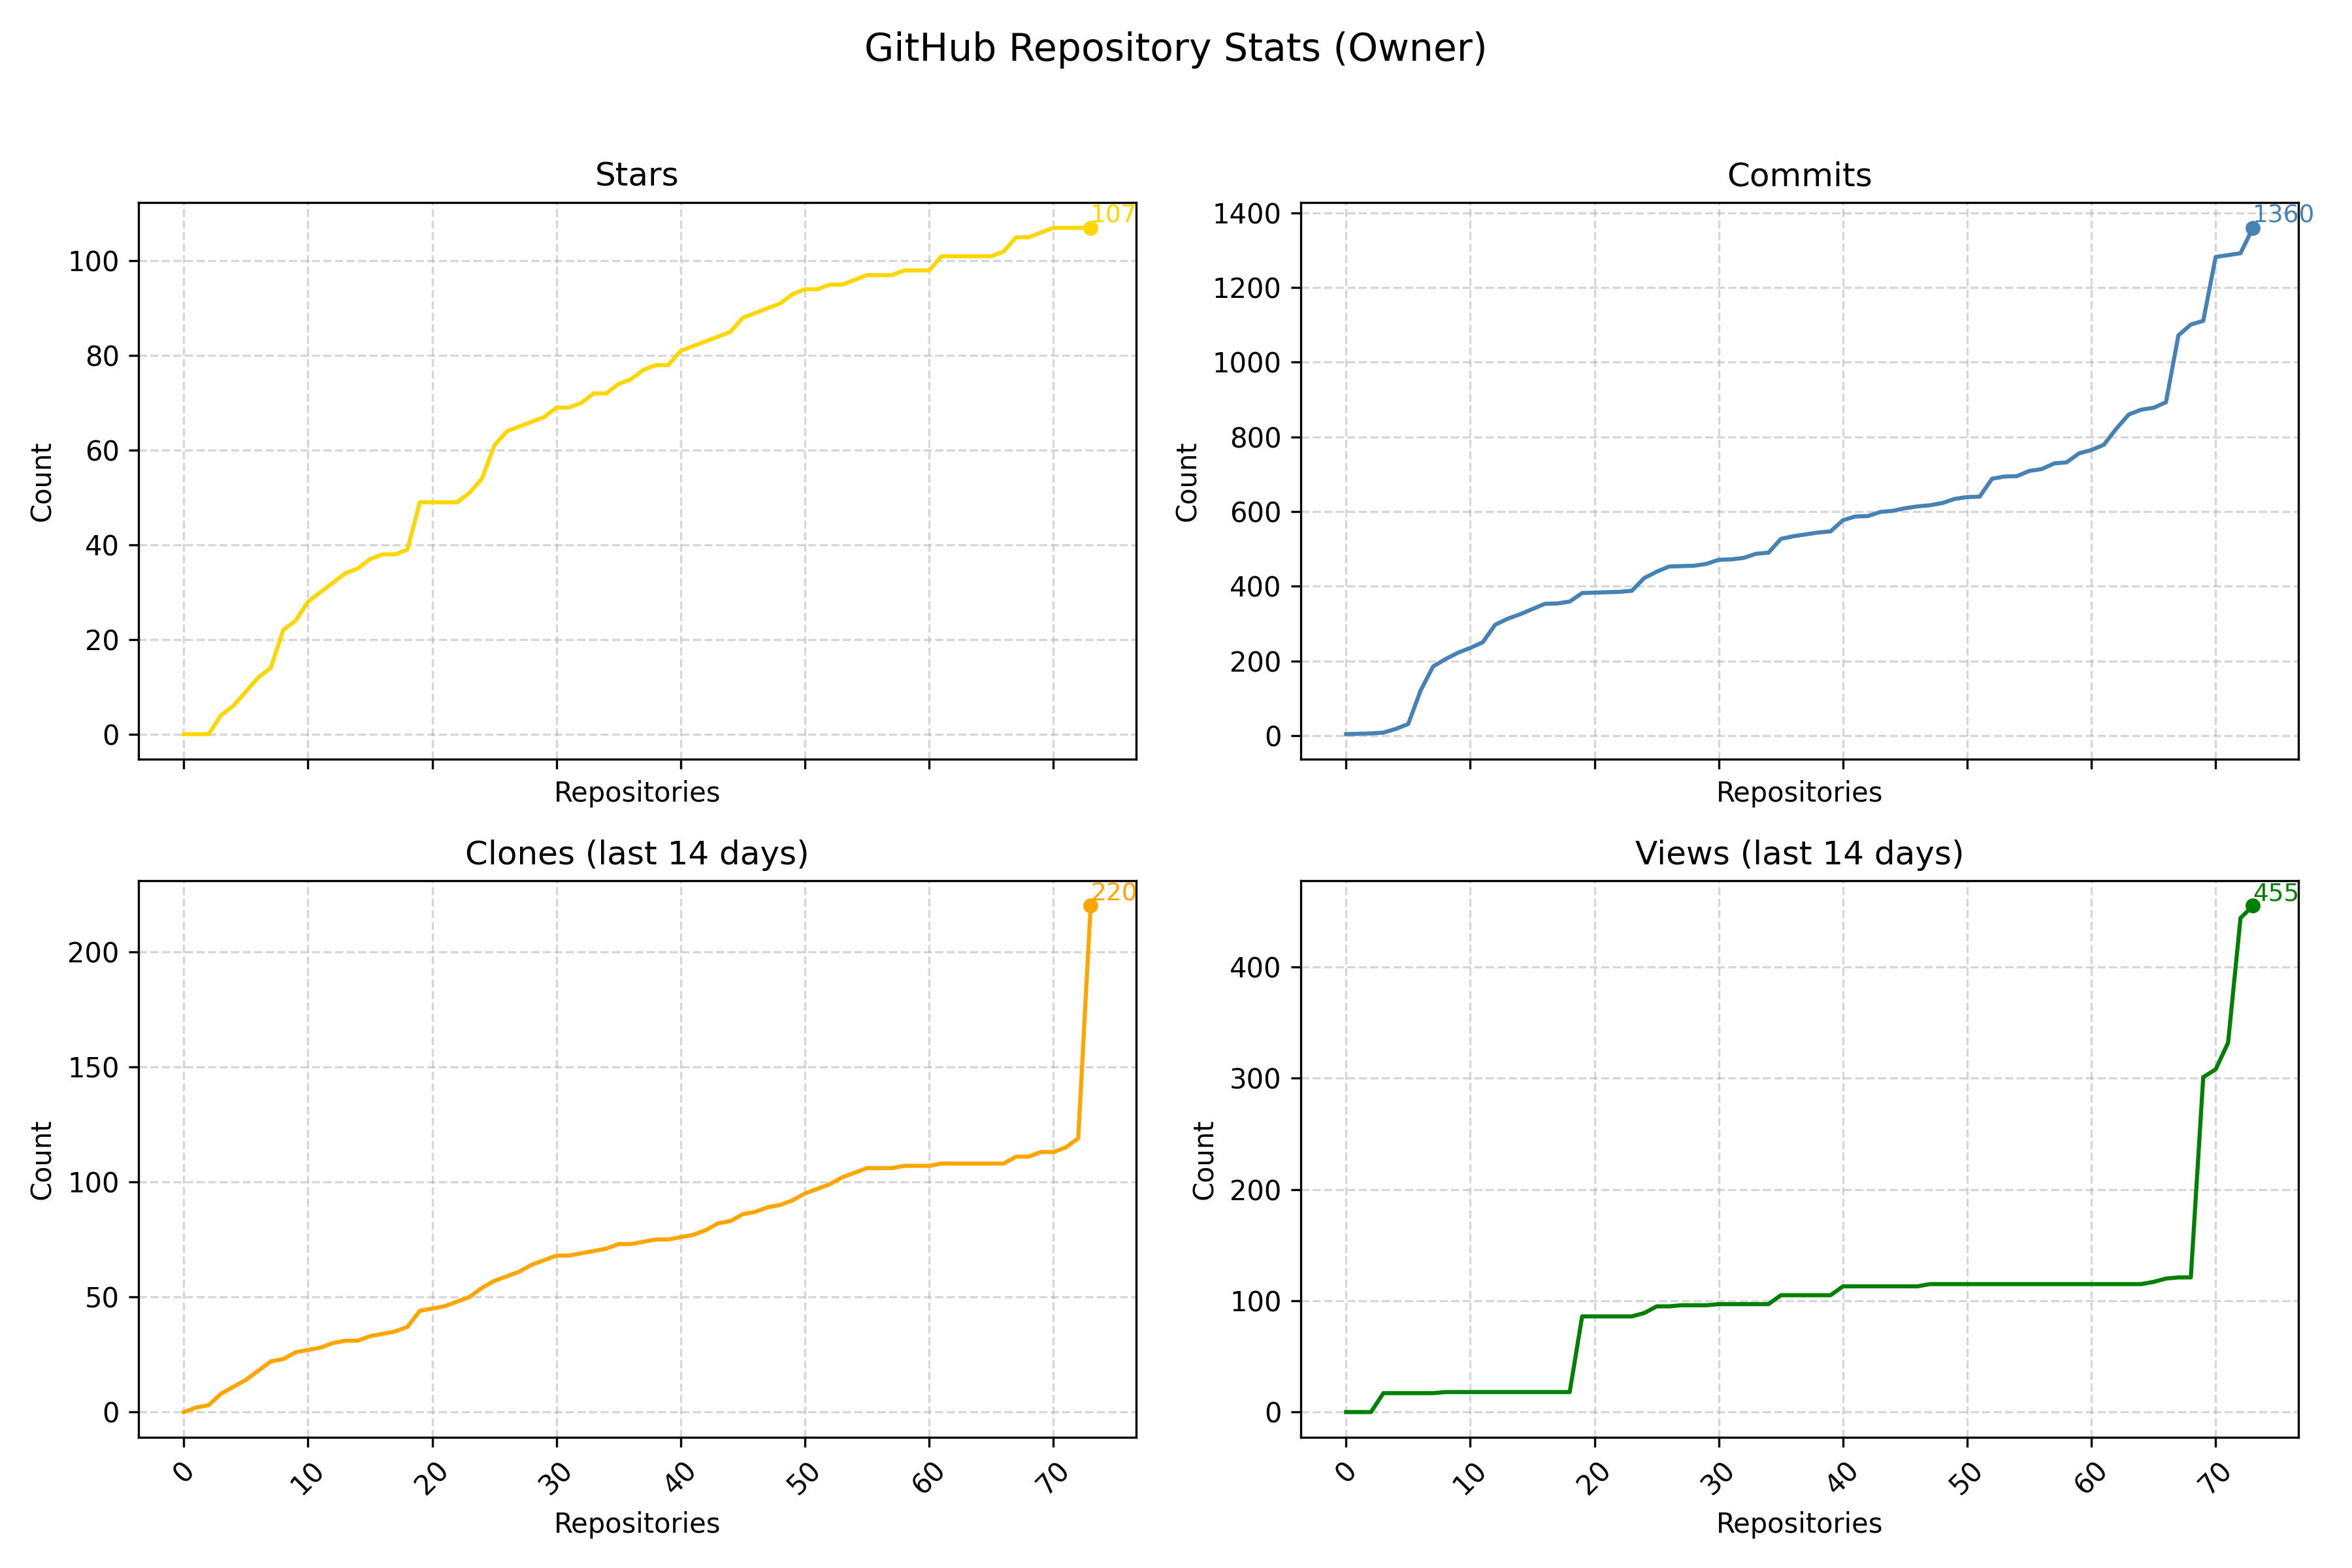 GitHub Repository Stats (Owner)
Stars
107
100
80
60
40
20
0
Count
Repositories
Commits
1360
1400
1200
1000
800
600
400
200
0
Count
Repositories
Clones (last 14 days)
220
200
150
100
50
0
Count
0 10 20 30 40 50 60 70
Repositories
Views (last 14 days)
455
400
300
200
100
0
Count
0 10 20 30 40 50 60 70
Repositories